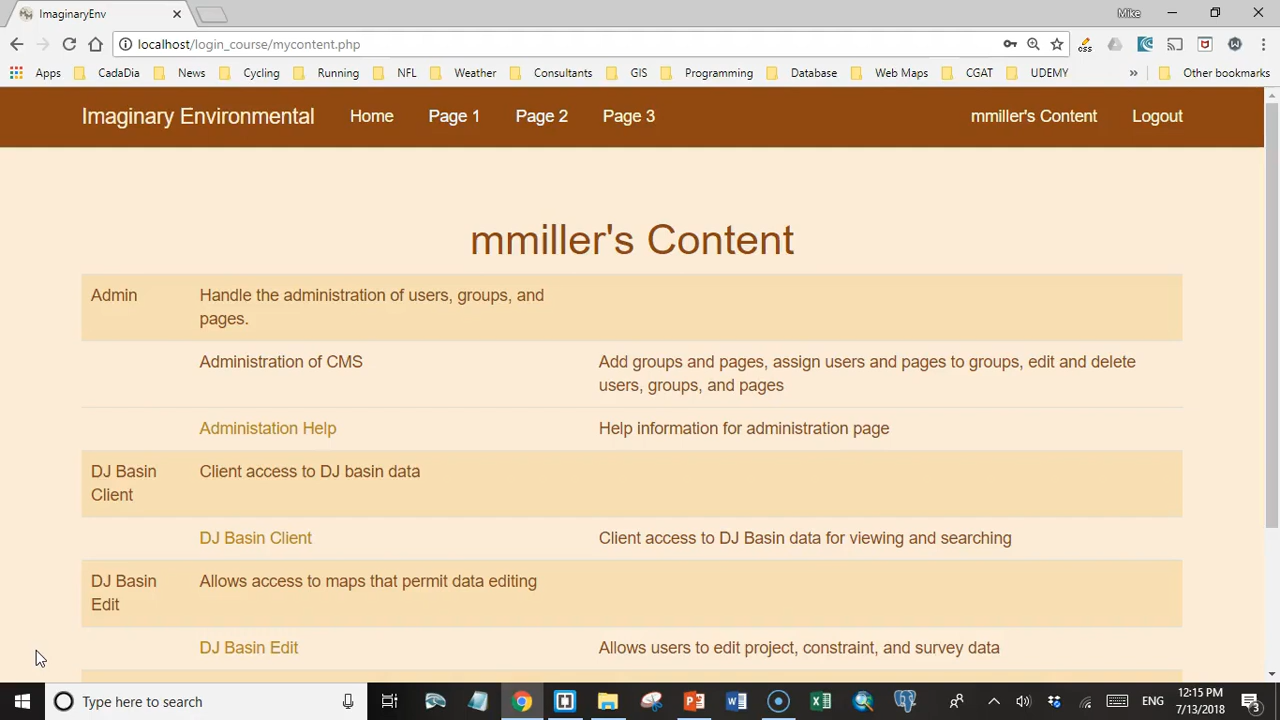 ImaginaryEnv
Mike
localhost/login_course/mycontent.php
css
Apps CadaDia News Cycling Running NFL Weather Consultants GIS Programming Database Web Maps CGAT UDEMY » Other bookmarks
Imaginary Environmental Home Page 1 Page 2 Page 3 mmiller's Content Logout
mmiller's Content
Admin Handle the administration of users, groups, and
pages.
Administration of CMS Add groups and pages, assign users and pages to groups, edit and delete
users, groups, and pages
Administation Help Help information for administration page
DJ Basin Client access to DJ basin data
Client
DJ Basin Client Client access to DJ Basin data for viewing and searching
DJ Basin Allows access to maps that permit data editing
Edit
DJ Basin Edit Allows users to edit project, constraint, and survey data
Type here to search
ENG
12:15 PM
7/13/2018
3